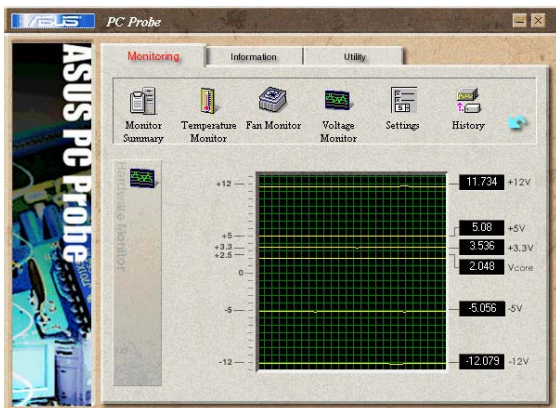 ASUS
PC Probe
ASUS PC Probe
Monitoring
Information
Utility
Monitor Summary
Temperature Monitor
Fan Monitor
Voltage Monitor
Settings
History
Hardware Monitor
+12
+5
+3.3
+2.5
0
-5
-12
11.734 +12V
5.08 +5V
3.536 +3.3V
2.048 Vcore
-5.056 -5V
-12.079 -12V